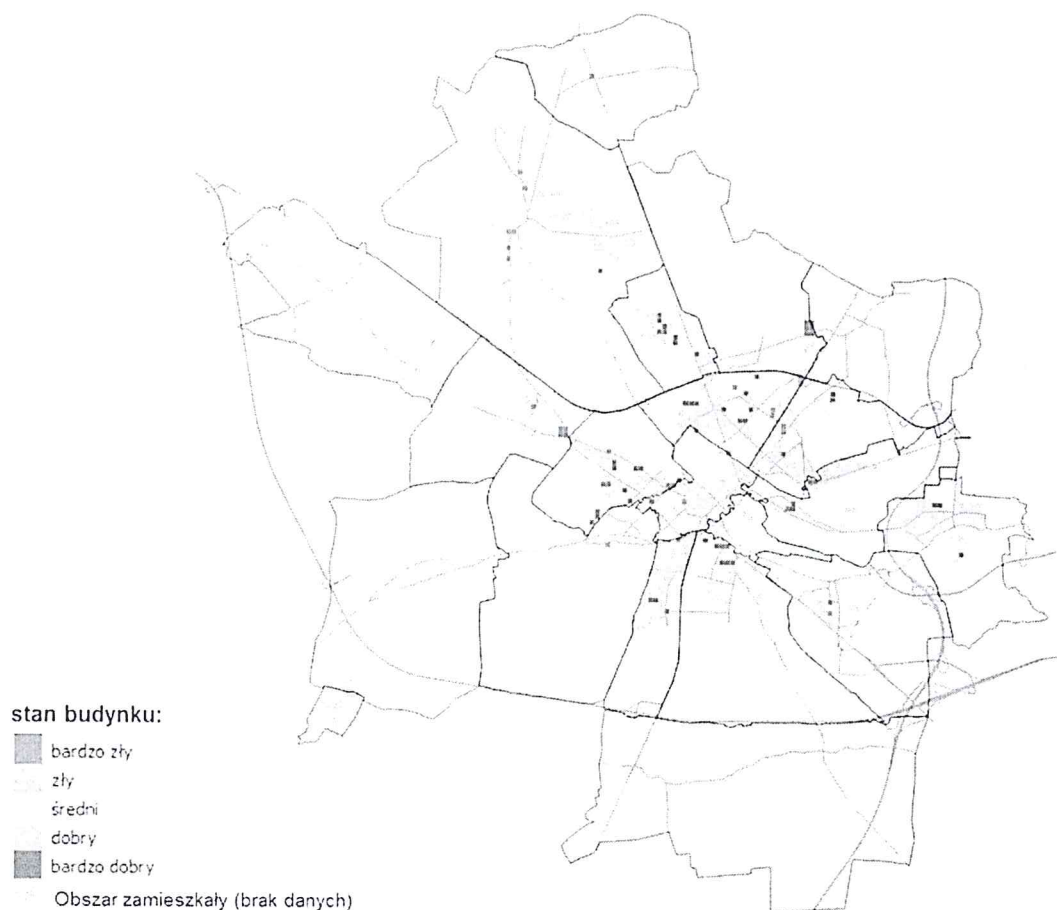 stan budynku:
bardzo zły
zły
średni
dobry
bardzo dobry
Obszar zamieszkały (brak danych)